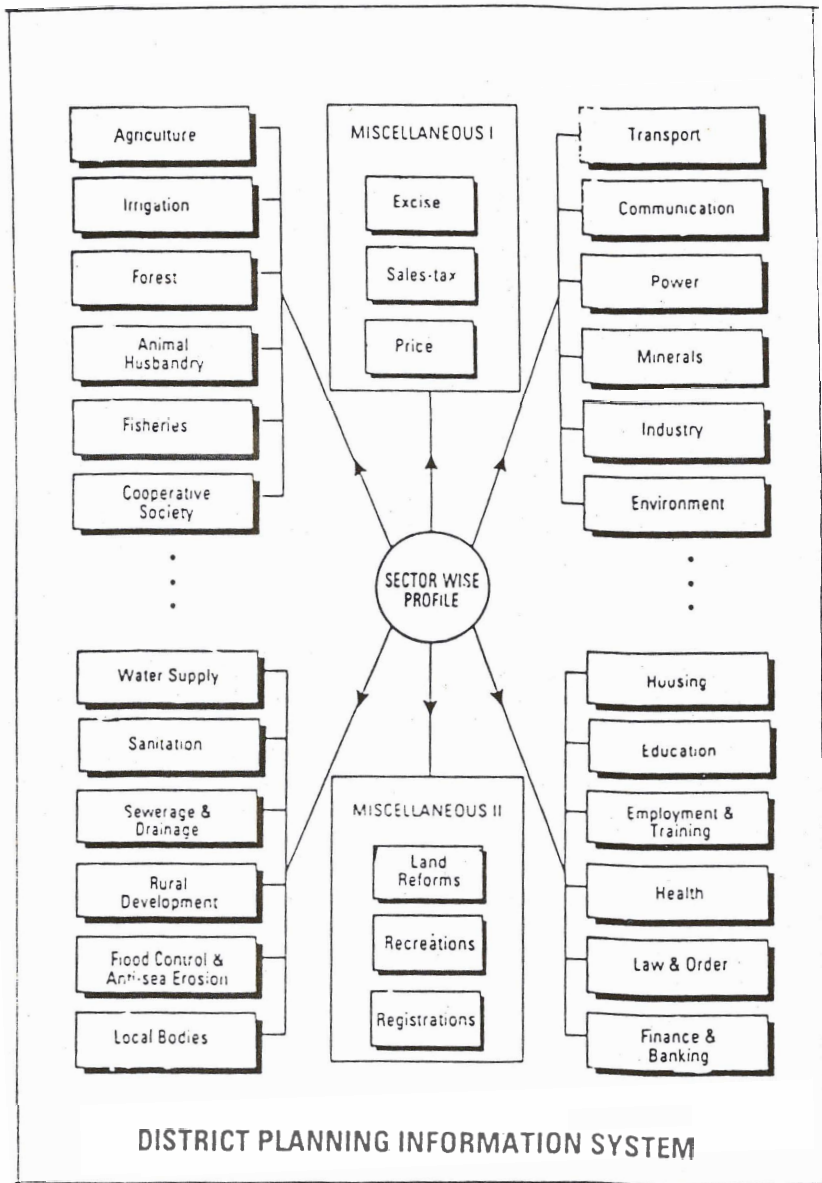 Agriculture
Irrigation
Forest
Animal
Husbandry
Fisheries
Cooperative
Society
MISCELLANEOUS I
Excise
Sales-tax
Price
Transport
Communication
Power
Minerals
Industry
Environment
SECTOR WISE
PROFILE
Water Supply
Sanitation
Sewerage &
Drainage
Rural
Development
Flood Control &
Anti-sea Erosion
Local Bodies
MISCELLANEOUS II
Land
Reforms
Recreations
Registrations
Housing
Education
Employment &
Training
Health
Law & Order
Finance &
Banking
DISTRICT PLANNING INFORMATION SYSTEM